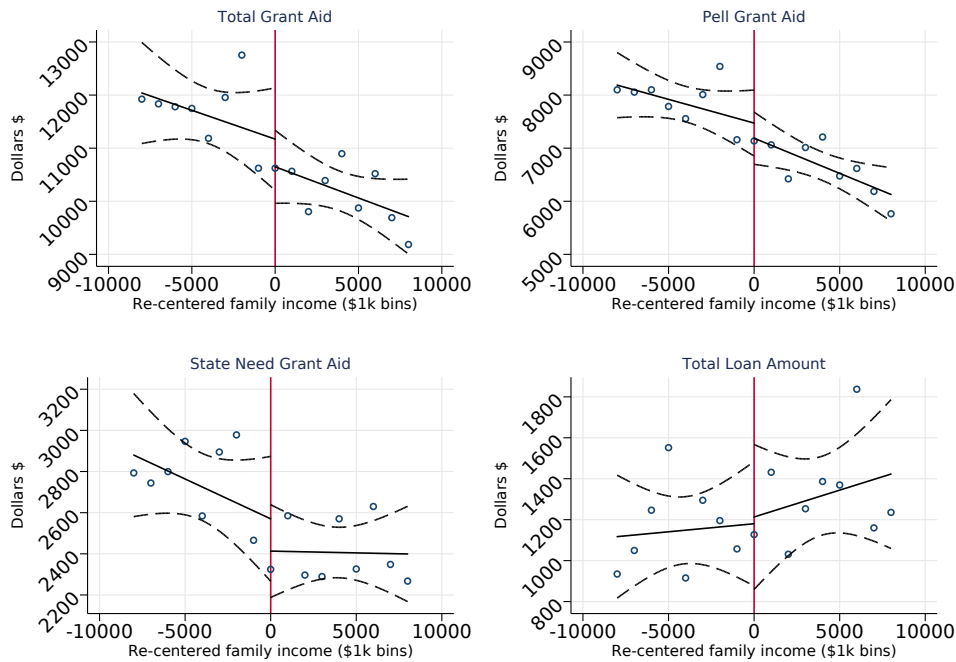 Total Grant Aid
Dollars $
13000
12000
11000
10000
9000
-10000 -5000 0 5000 10000
Re-centered family income ($1k bins)
Pell Grant Aid
Dollars $
9000
8000
7000
6000
5000
-10000 -5000 0 5000 10000
Re-centered family income ($1k bins)
State Need Grant Aid
Dollars $
3200
3000
2800
2600
2400
2200
-10000 -5000 0 5000 10000
Re-centered family income ($1k bins)
Total Loan Amount
Dollars $
1800
1600
1400
1200
1000
800
-10000 -5000 0 5000 10000
Re-centered family income ($1k bins)